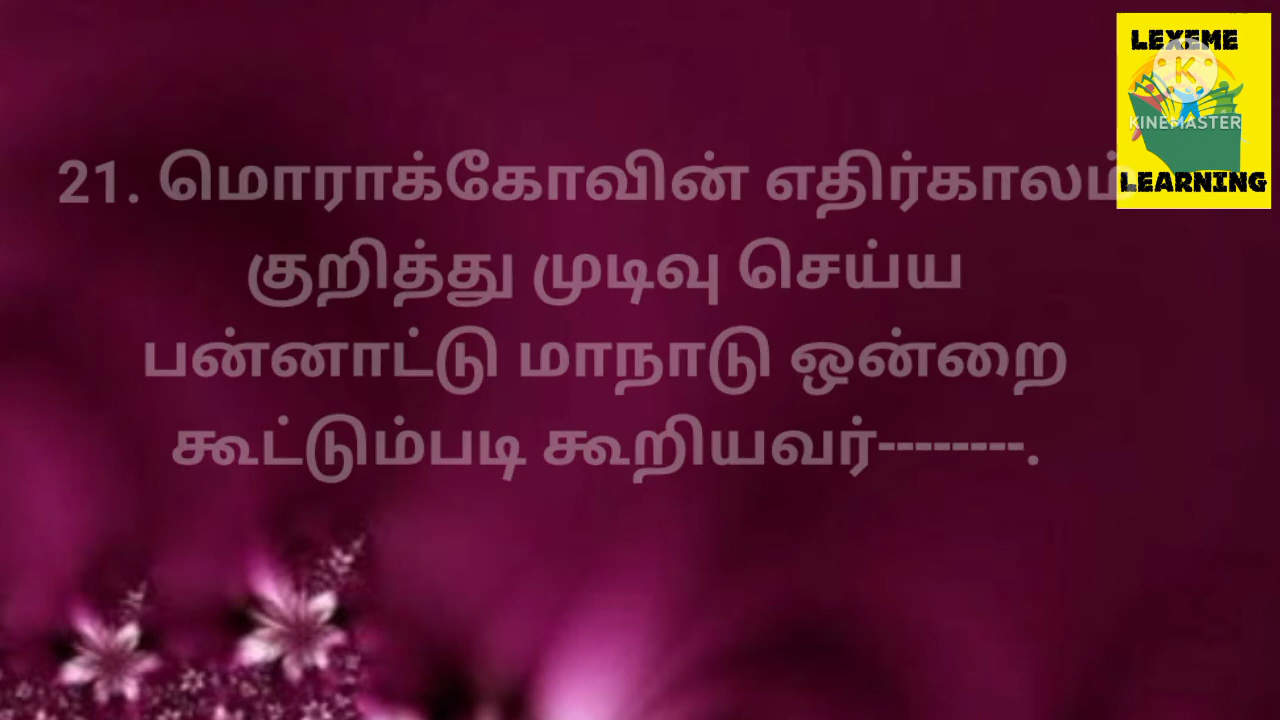 LEXEME
KINEMASTER
LEARNING
21. மொராக்கோவின் எதிர்காலம்
குறித்து முடிவு செய்ய
பன்னாட்டு மாநாடு ஒன்றை
கூட்டும்படி கூறியவர்--------.